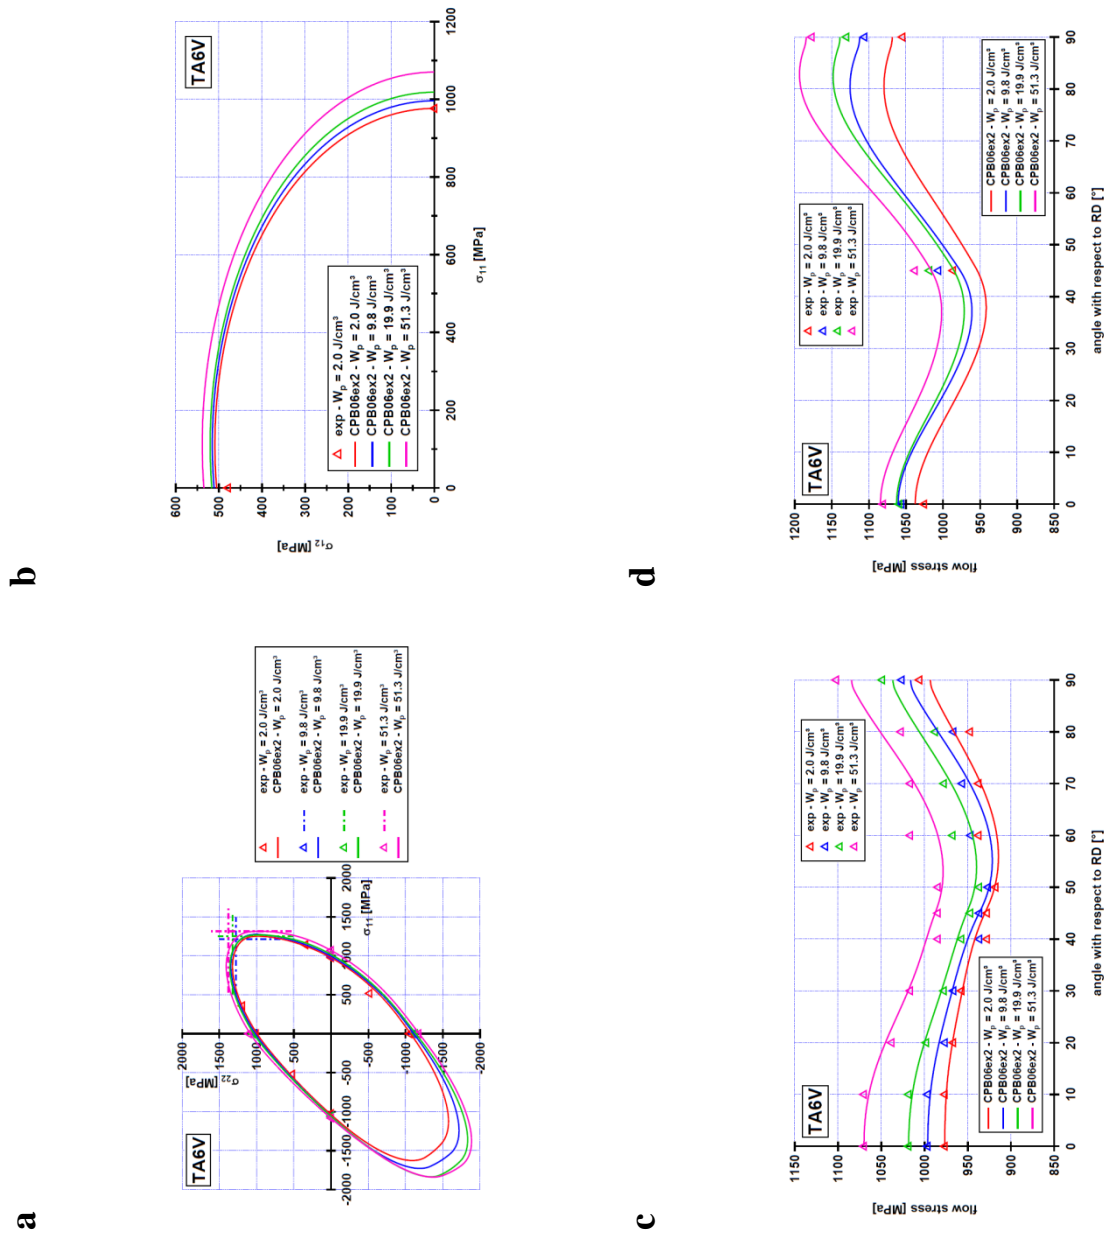 a
TA6V
σ22
[MPa]
2000
1500
1000
500
0
-500
-1000
-1500
-2000
-2000
-1500
-1000
-500
0
500
1000
1500
2000
σ11 [MPa]
exp - Wp = 2.0 J/cm³
CPB06ex2 - Wp = 2.0 J/cm³
exp - Wp = 9.8 J/cm³
CPB06ex2 - Wp = 9.8 J/cm³
exp - Wp = 19.9 J/cm³
CPB06ex2 - Wp = 19.9 J/cm³
exp - Wp = 51.3 J/cm³
CPB06ex2 - Wp = 51.3 J/cm³
b
TA6V
σ12 [MPa]
600
500
400
300
200
100
0
0
200
400
600
800
1000
1200
σ11 [MPa]
exp - Wp = 2.0 J/cm³
CPB06ex2 - Wp = 2.0 J/cm³
CPB06ex2 - Wp = 9.8 J/cm³
CPB06ex2 - Wp = 19.9 J/cm³
CPB06ex2 - Wp = 51.3 J/cm³
c
TA6V
flow stress [MPa]
1150
1100
1050
1000
950
900
850
0
10
20
30
40
50
60
70
80
90
angle with respect to RD [°]
exp - Wp = 2.0 J/cm³
exp - Wp = 9.8 J/cm³
exp - Wp = 19.9 J/cm³
exp - Wp = 51.3 J/cm³
CPB06ex2 - Wp = 2.0 J/cm³
CPB06ex2 - Wp = 9.8 J/cm³
CPB06ex2 - Wp = 19.9 J/cm³
CPB06ex2 - Wp = 51.3 J/cm³
d
TA6V
flow stress [MPa]
1200
1150
1100
1050
1000
950
900
850
0
10
20
30
40
50
60
70
80
90
angle with respect to RD [°]
exp - Wp = 2.0 J/cm³
exp - Wp = 9.8 J/cm³
exp - Wp = 19.9 J/cm³
exp - Wp = 51.3 J/cm³
CPB06ex2 - Wp = 2.0 J/cm³
CPB06ex2 - Wp = 9.8 J/cm³
CPB06ex2 - Wp = 19.9 J/cm³
CPB06ex2 - Wp = 51.3 J/cm³